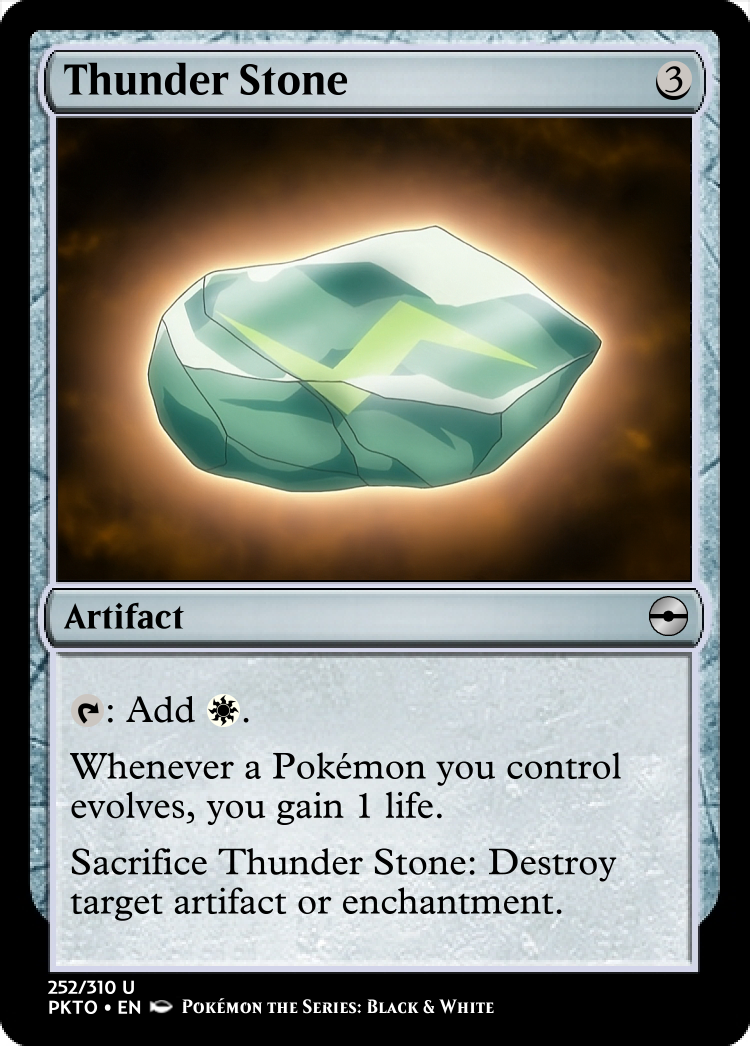 Thunder Stone 3
Artifact
: Add .
Whenever a Pokémon you control
evolves, you gain 1 life.
Sacrifice Thunder Stone: Destroy
target artifact or enchantment.
252/310 U
PKTO • EN Pokémon the Series: Black & White